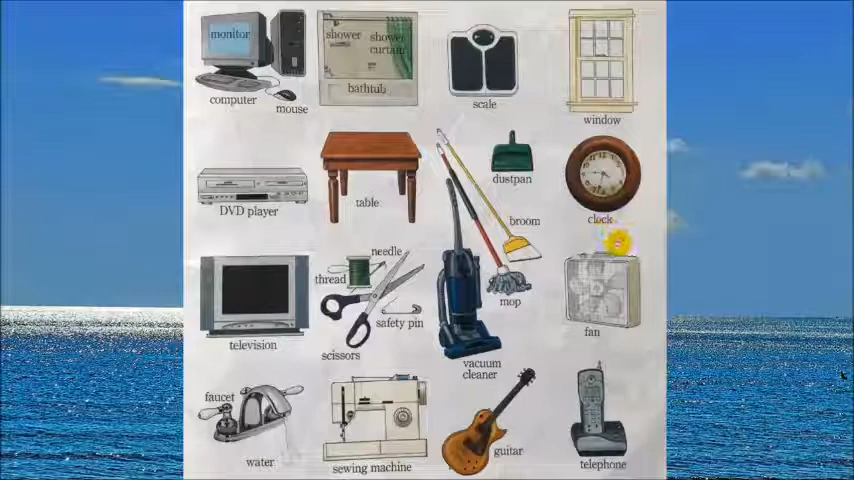 monitor
computer
mouse
shower
shower
curtain
bathtub
scale
window
DVD player
table
dustpan
broom
clock
television
needle
thread
safety pin
scissors
mop
vacuum
cleaner
fan
faucet
water
sewing machine
guitar
telephone